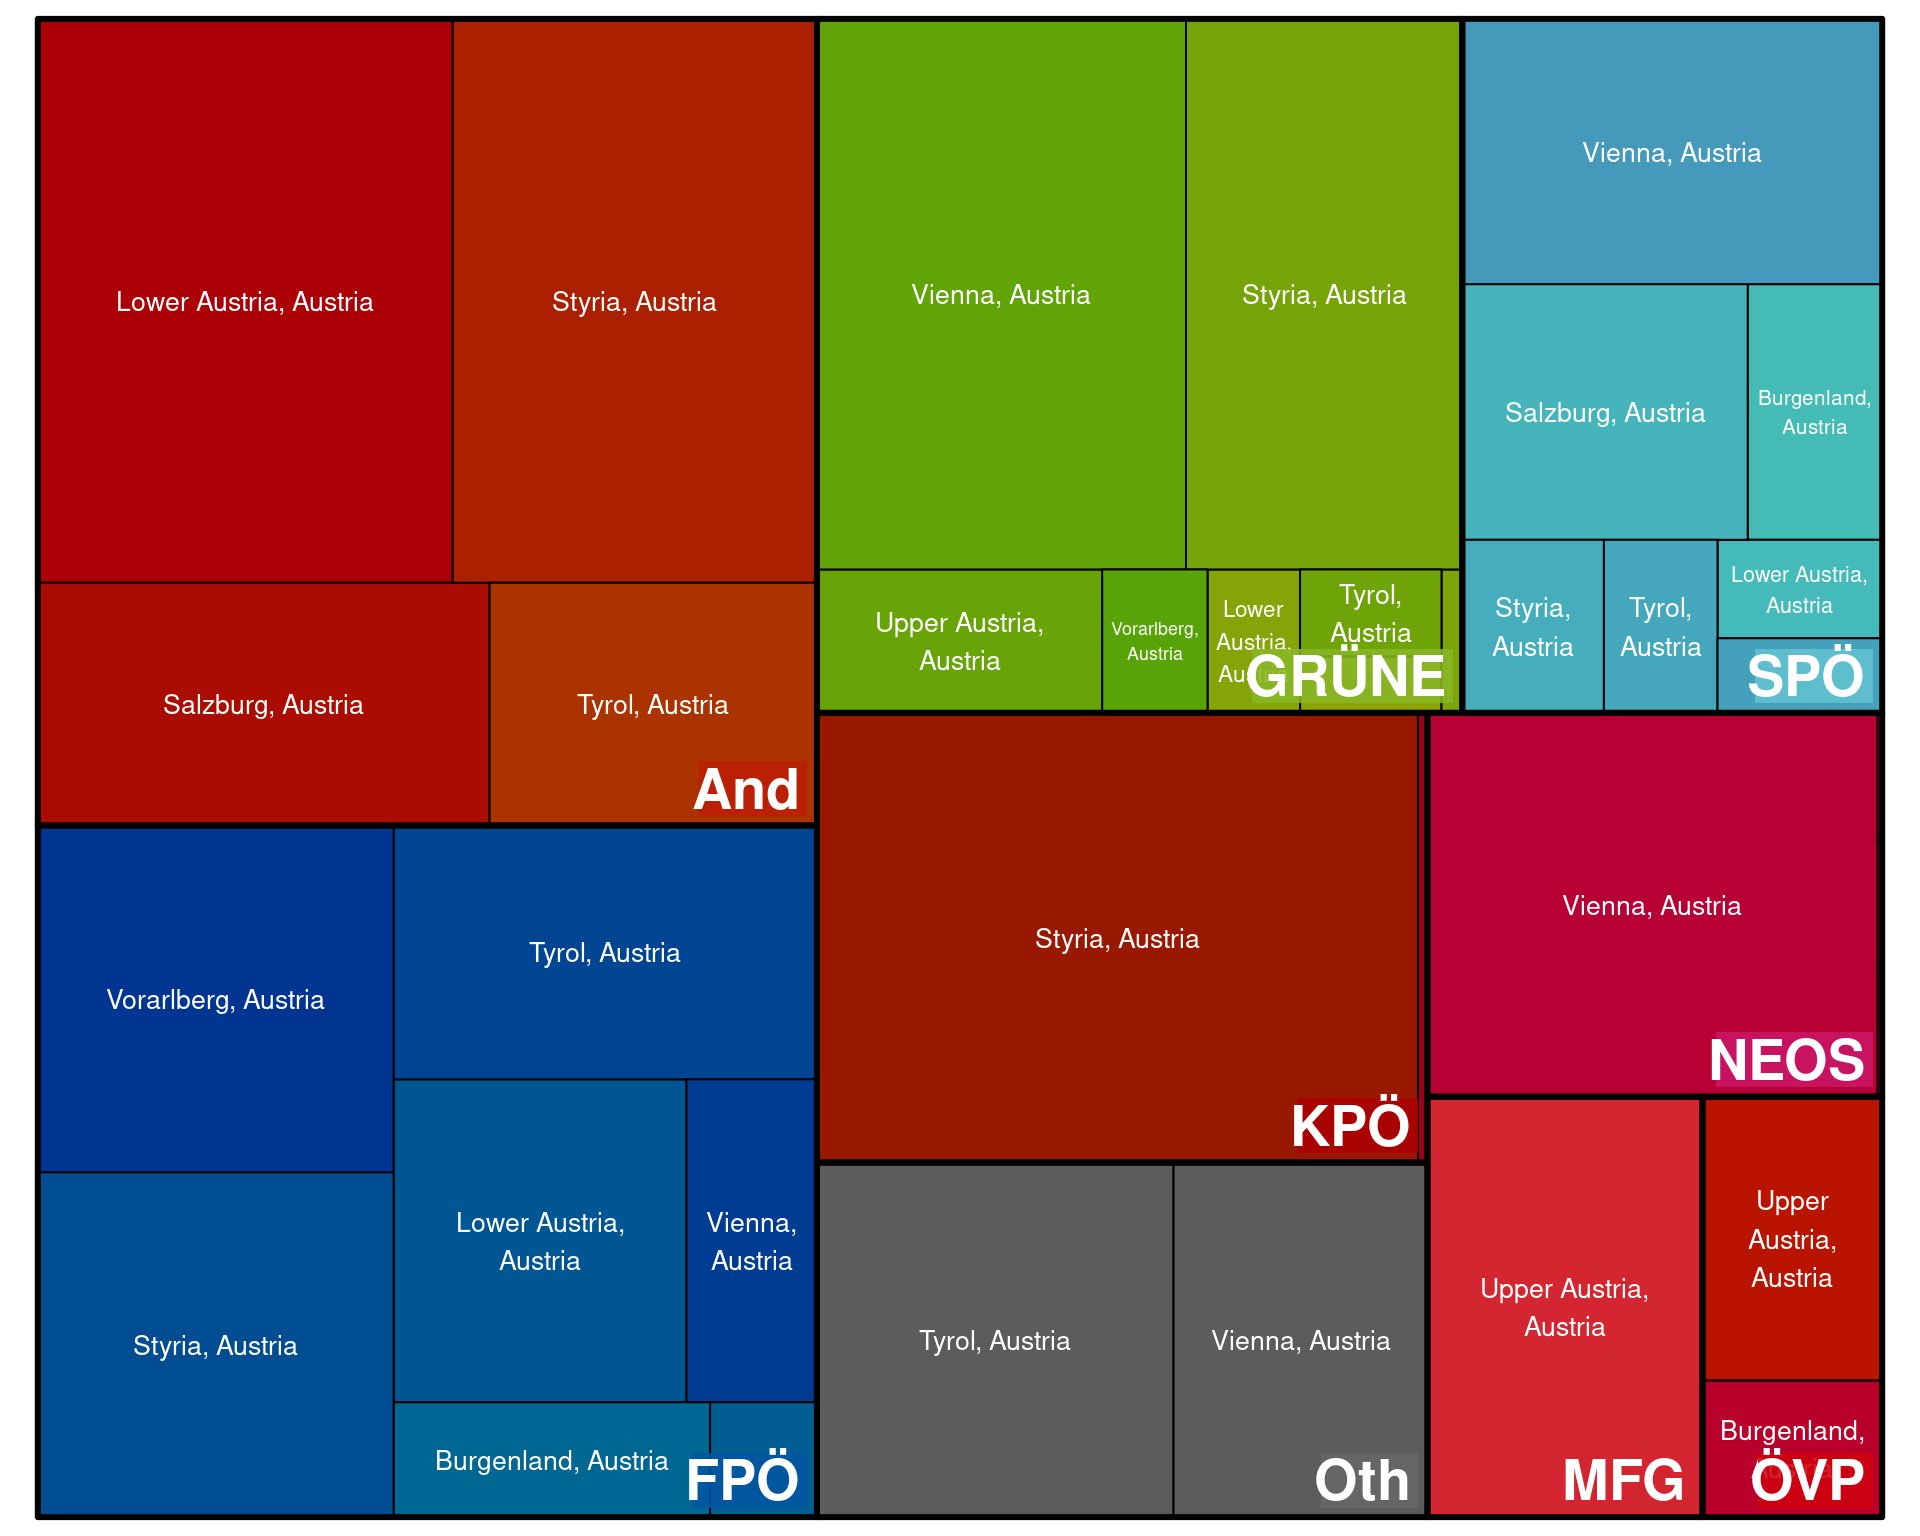 Lower Austria, Austria
Styria, Austria
Salzburg, Austria
Tyrol, Austria
And
Vienna, Austria
Styria, Austria
Upper Austria,
Austria
Vorarlberg,
Austria
Lower
Austria,
Tyrol,
Austria
GRÜNE
Vienna, Austria
Salzburg, Austria
Burgenland,
Austria
Styria,
Austria
Tyrol,
Austria
Lower Austria,
Austria
SPÖ
Vorarlberg, Austria
Tyrol, Austria
Styria, Austria
Lower Austria,
Austria
Vienna,
Austria
Burgenland, Austria
FPÖ
Styria, Austria
KPÖ
Vienna, Austria
NEOS
Tyrol, Austria
Vienna, Austria
Oth
Upper Austria,
Austria
MFG
Upper
Austria,
Austria
Burgenland,
ÖVP